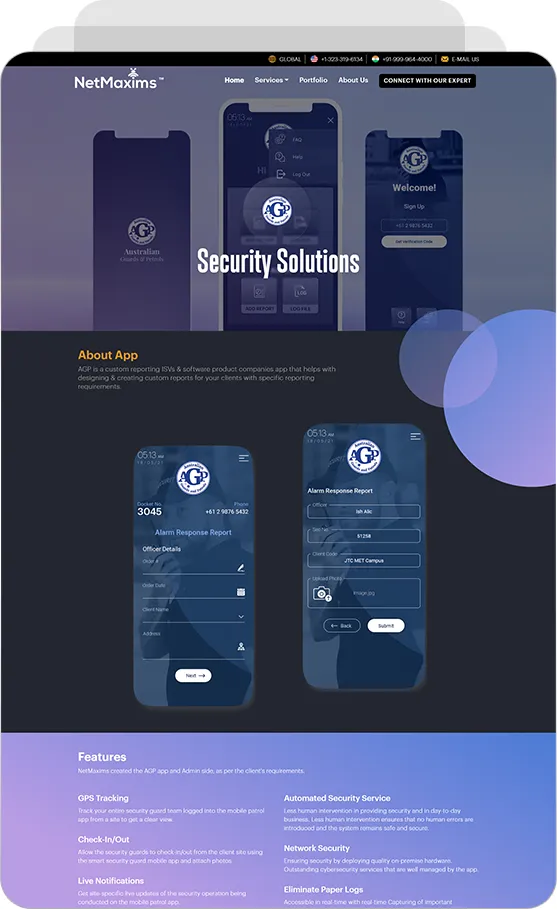 GLOBAL +1-323-319-6134 +91-999-964-4000 E-MAIL US
NetMaxims™
Home Services Portfolio About Us CONNECT WITH OUR EXPERT
05:13 AM
FAQ
Help
Log Out
HI
AGP
Australian
Guards & Patrols
AGP
ADD REPORT LOG FILE
AGP
Welcome!
Sign Up
+61 2 9876 5432
Get Verification Code
Security Solutions
About App
AGP is a custom reporting ISVs & software product companies app that helps with
designing & creating custom reports for your clients with specific reporting
requirements.
05:13 AM
Australian
AGP
Docker No. Phone
3045 +61 2 9876 5432
Alarm Response Report
Officer Details
Order #
Order Date
Client Name
Address
Next
05:13 AM
Australian
AGP
Alarm Response Report
Officer
Ish Alic
51258
Client Code
JTC MET Campus
Upload Photo
image.jpg
Back Submit
Features
NetMaxims created the AGP app and Admin side, as per the client's requirements.
GPS Tracking
Track your entire security guard team logged into the mobile patrol
app from a site to get a clear view.
Check-In/Out
Allow the security guards to check in/out from the client site using
the smart security guard mobile app and attach photos.
Live Notifications
Get site-specific live updates of the security operation being
conducted on the mobile patrol app.
Automated Security Service
Less human intervention in providing security and in day-to-day
business. Less human intervention ensures that no human errors are
introduced and the system remains safe and secure.
Network Security
Ensuring security by deploying quality on-premise hardware.
Outstanding cybersecurity services that are well managed by the app.
Eliminate Paper Logs
Accessible in real time with real time Capturing of important